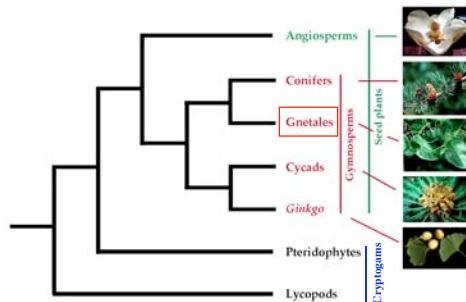 Angiosperms
Conifers
Gnetales
Cycads
Ginkgo
Pteridophytes
Lycopods
Gymnosperms
Seed plants
Cryptogams